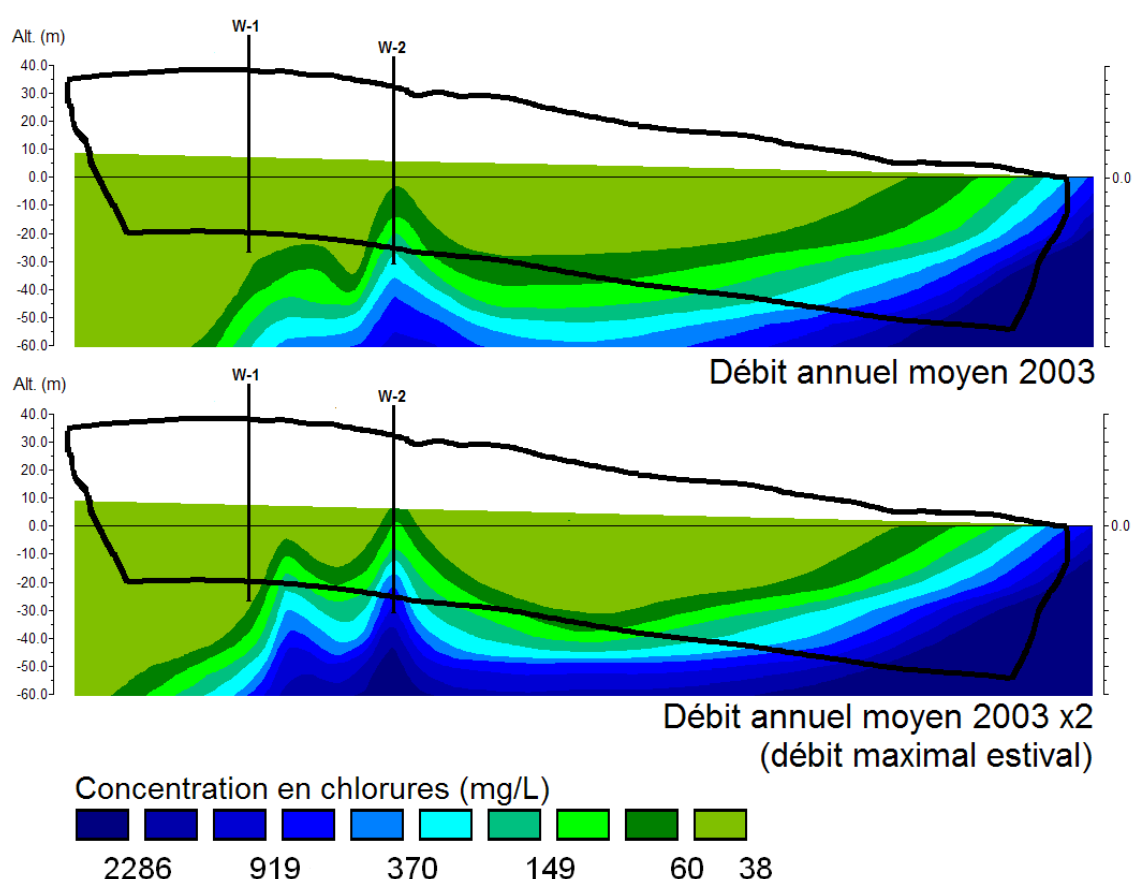 W-1
Alt. (m)
W-2
40.0
30.0
20.0
10.0
0.0
0.0
-10.0
-20.0
-30.0
-40.0
-50.0
-60.0
Débit annuel moyen 2003
W-1
Alt. (m)
W-2
40.0
30.0
20.0
10.0
0.0
0.0
-10.0
-20.0
-30.0
-40.0
-50.0
-60.0
Débit annuel moyen 2003 x2
(débit maximal estival)
Concentration en chlorures (mg/L)
2286 919 370 149 60 38